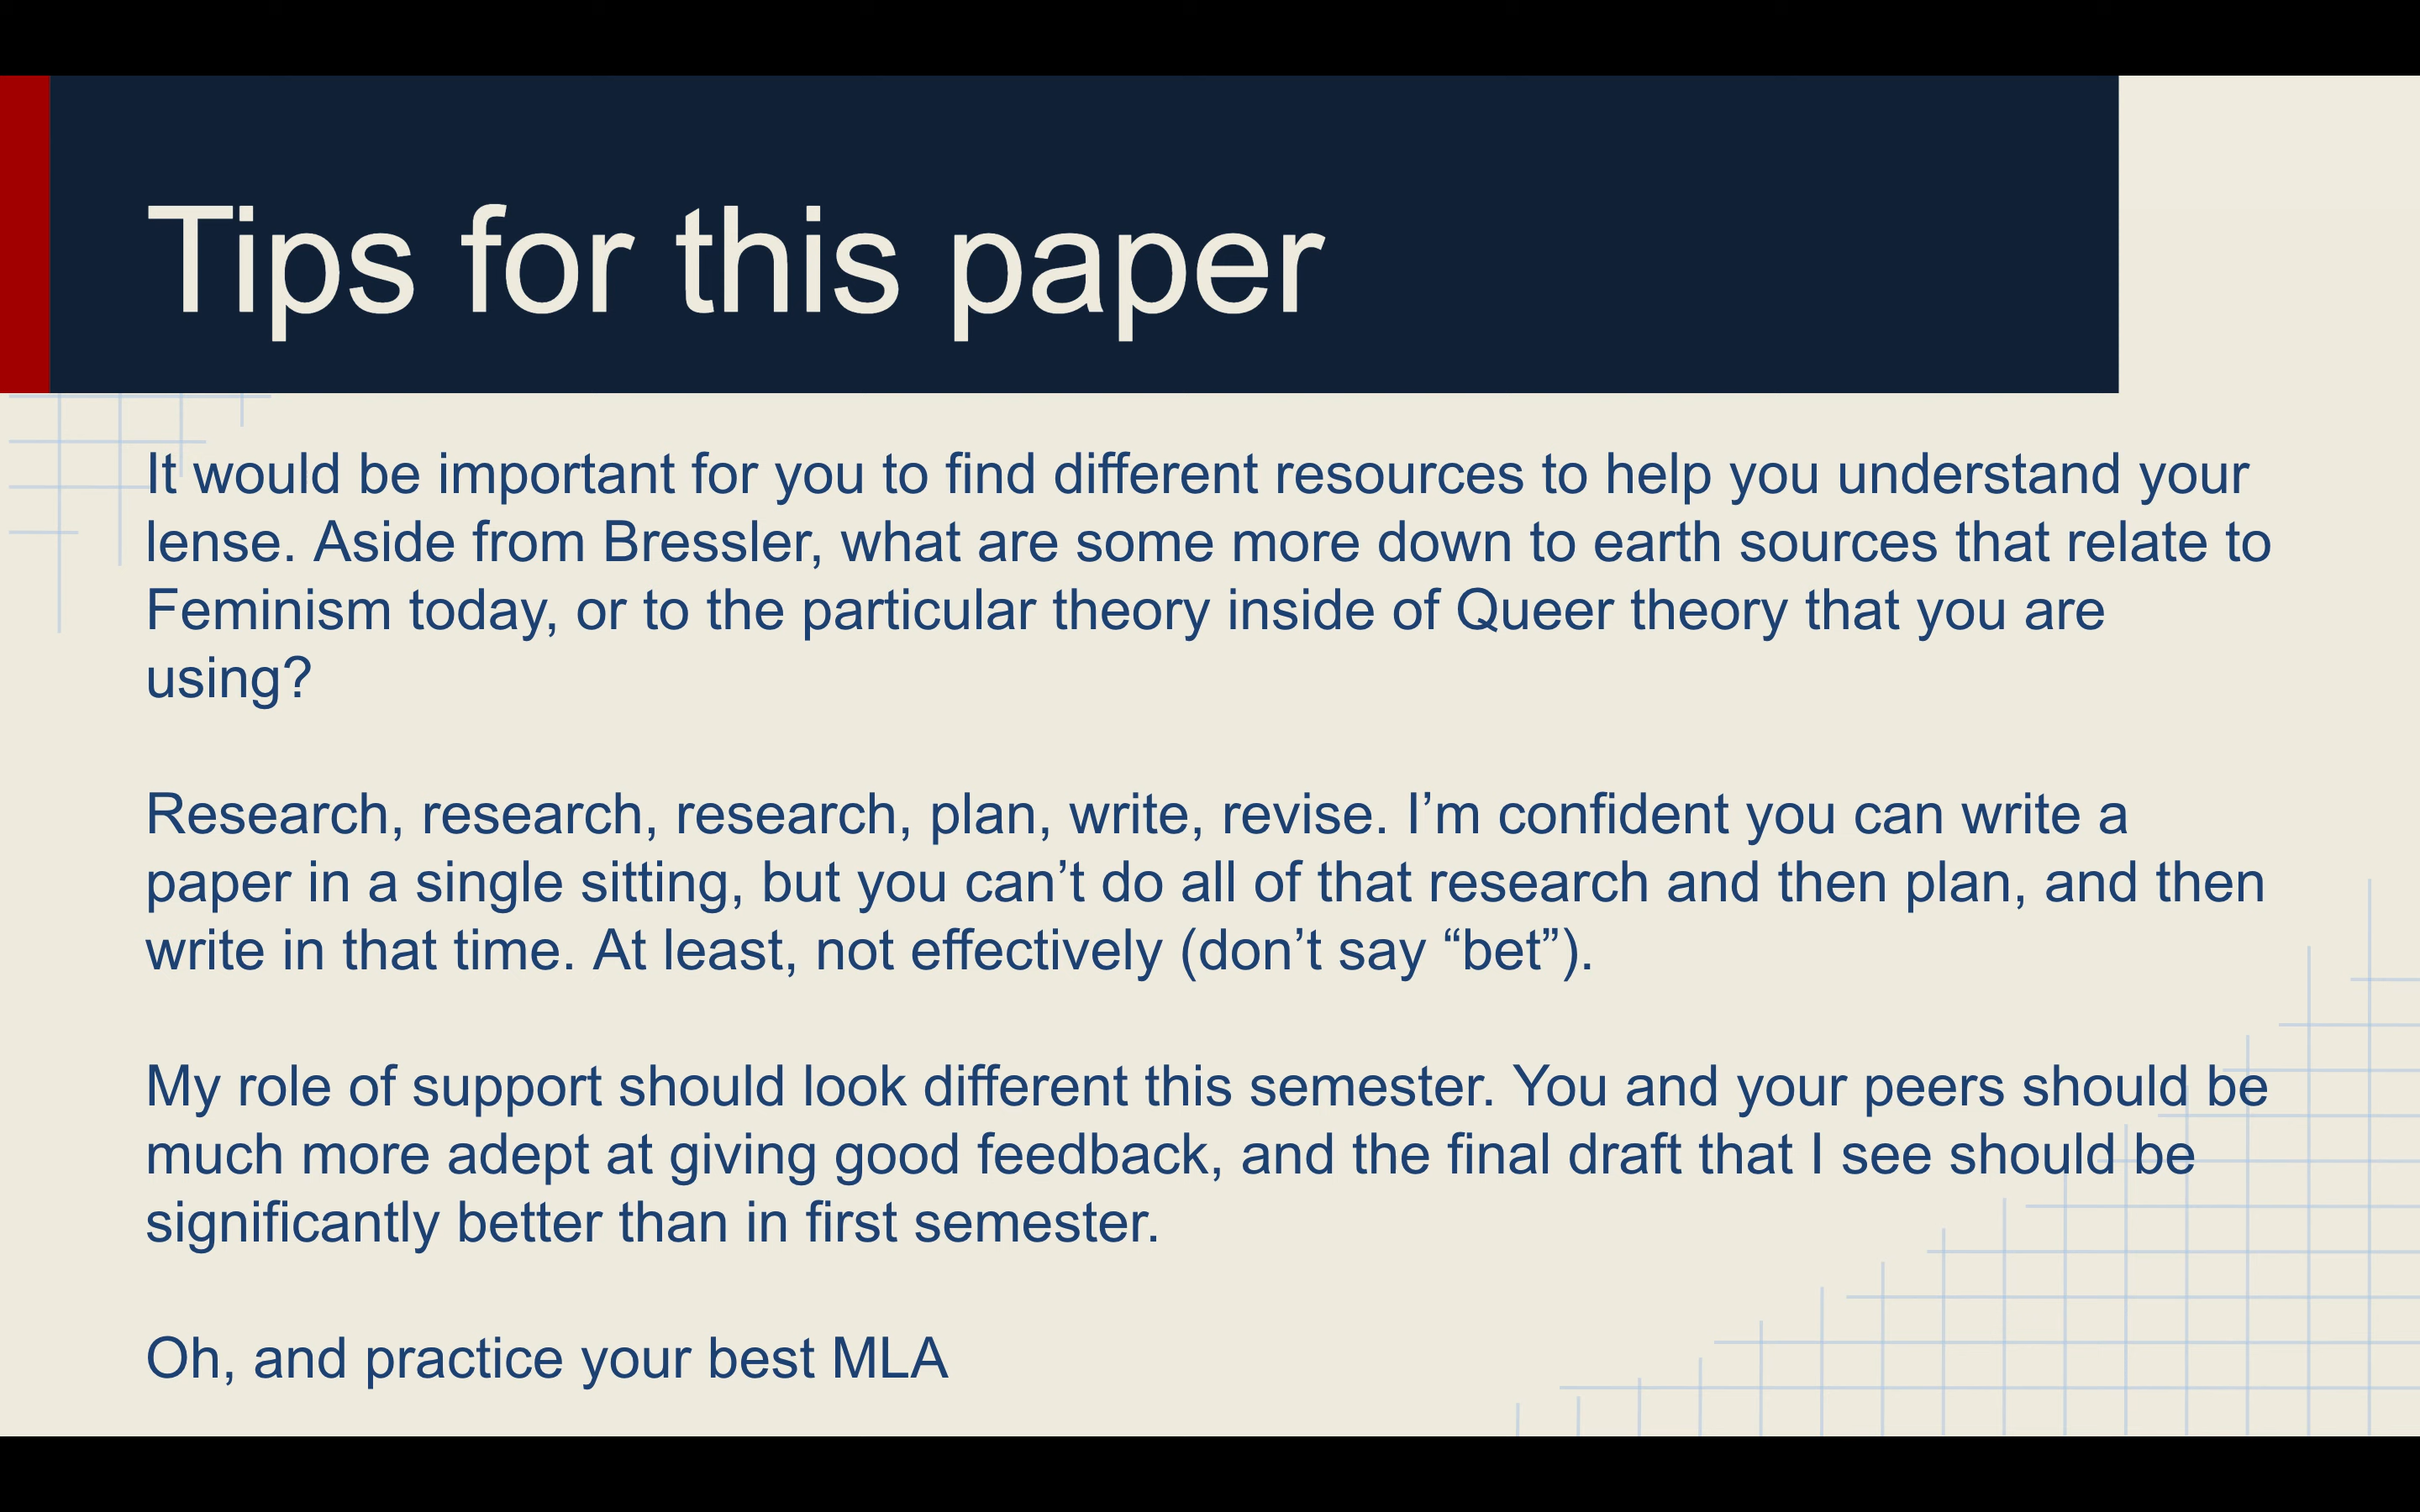 Tips for this paper
It would be important for you to find different resources to help you understand your
lense. Aside from Bressler, what are some more down to earth sources that relate to
Feminism today, or to the particular theory inside of Queer theory that you are
using?
Research, research, research, plan, write, revise. I’m confident you can write a
paper in a single sitting, but you can’t do all of that research and then plan, and then
write in that time. At least, not effectively (don’t say “bet”).
My role of support should look different this semester. You and your peers should be
much more adept at giving good feedback, and the final draft that I see should be
significantly better than in first semester.
Oh, and practice your best MLA